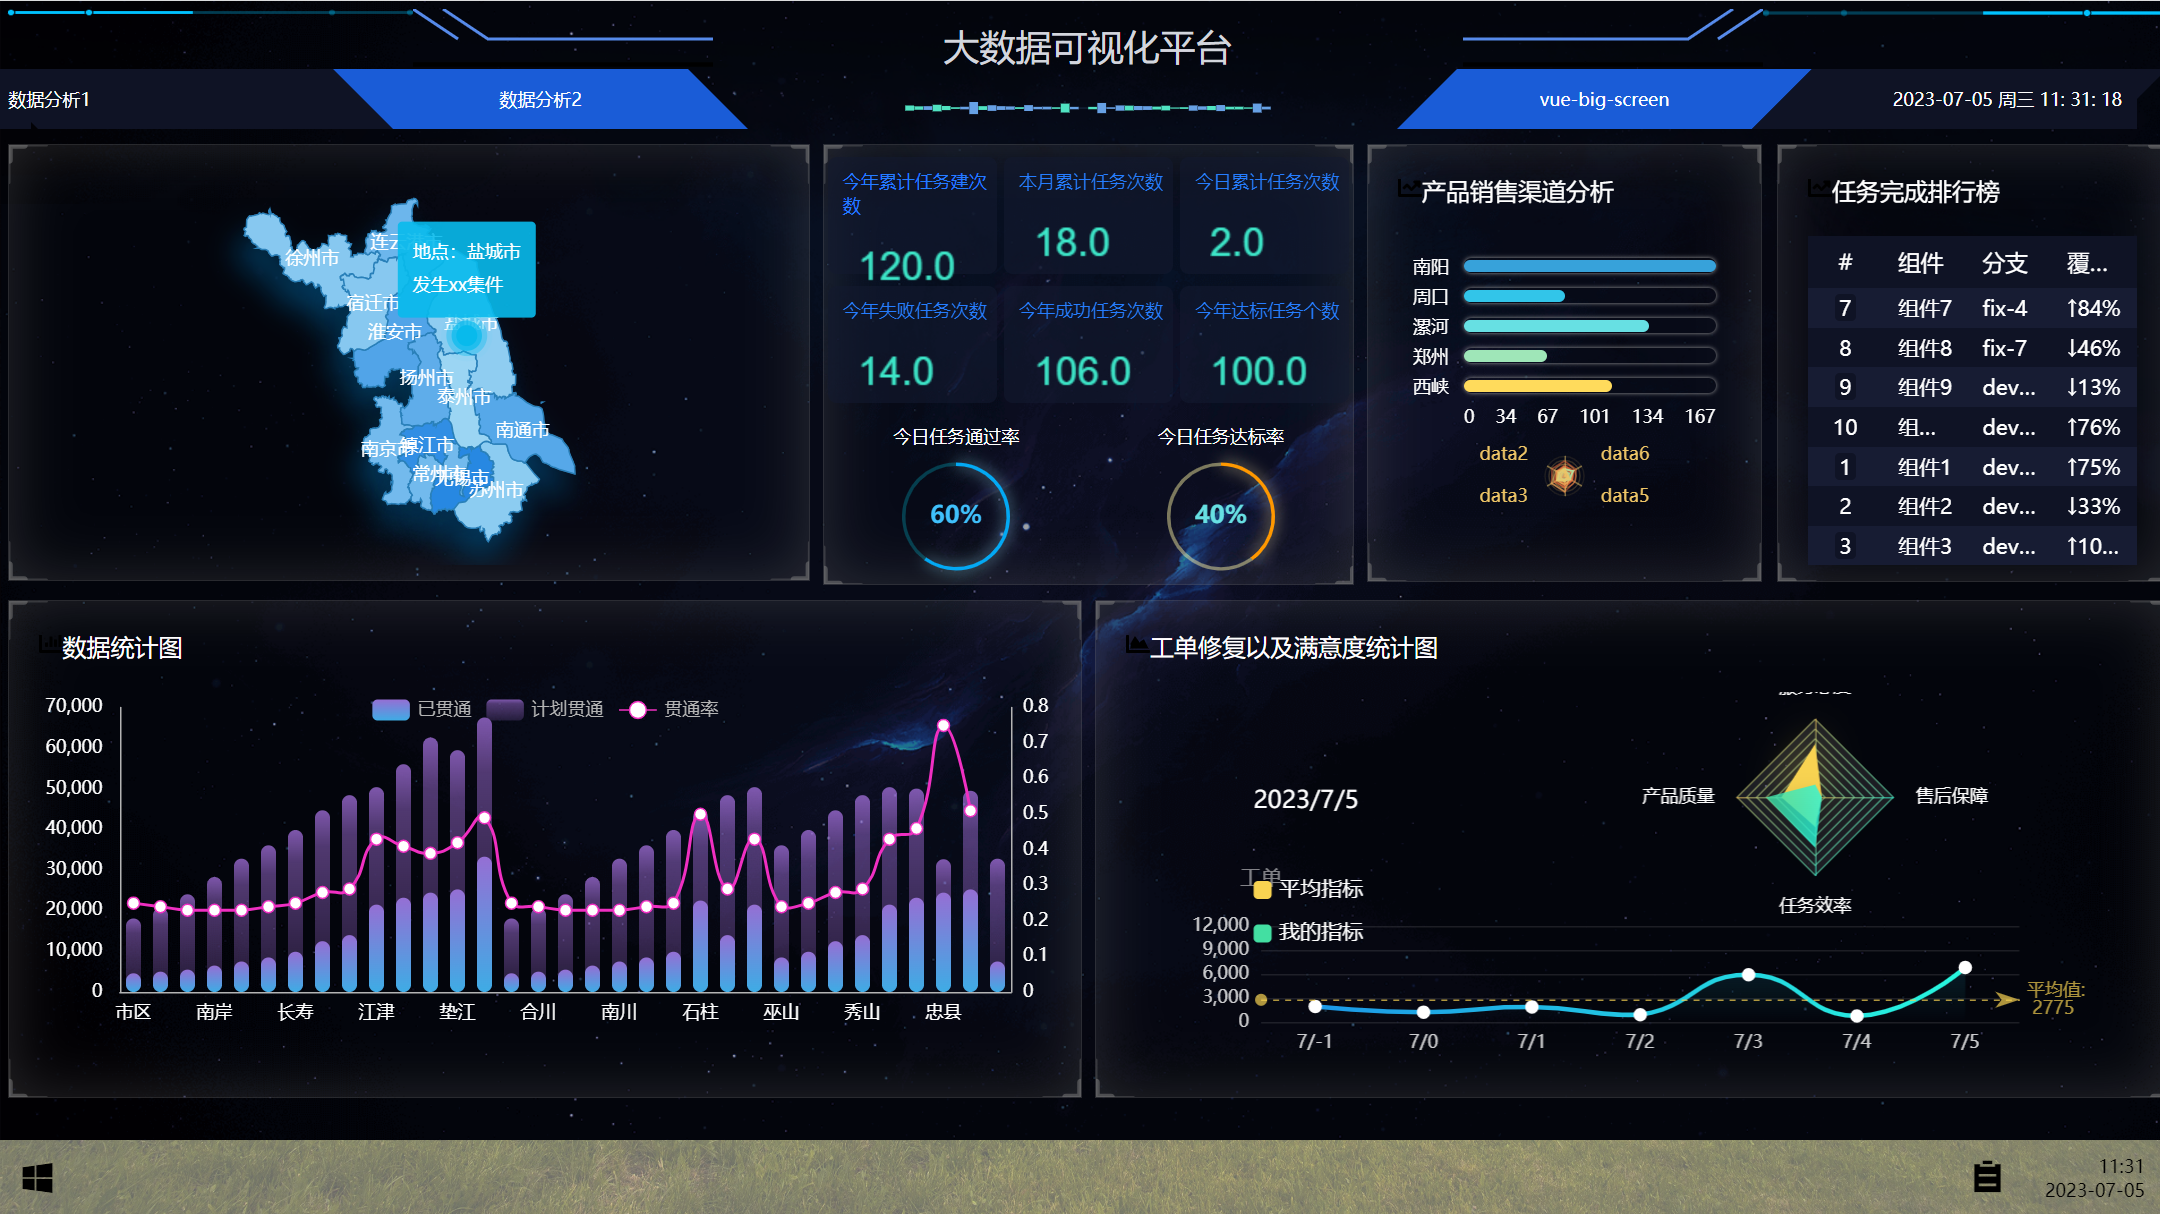 大数据可视化平台
数据分析1
数据分析2
vue-big-screen
2023-07-05 周三 11: 31: 18
徐州市
地点：盐城市
发生xx集件
宿迁市
淮安市
盐城市
扬州市
泰州市
南通市
南京市
镇江市
常州市
无锡市
苏州市
今年累计任务建次
数
120.0
本月累计任务次数
18.0
今日累计任务次数
2.0
今年失败任务次数
14.0
今年成功任务次数
106.0
今年达标任务个数
100.0
今日任务通过率
60%
今日任务达标率
40%
产品销售渠道分析
南阳
周口
漯河
郑州
西峡
0 34 67 101 134 167
data2 data6
data3 data5
任务完成排行榜
# 组件 分支 覆...
7 组件7 fix-4 ↑84%
8 组件8 fix-7 ↓46%
9 组件9 dev... ↓13%
10 组... dev... ↑76%
1 组件1 dev... ↑75%
2 组件2 dev... ↓33%
3 组件3 dev... ↑10...
数据统计图
已贯通 计划贯通 贯通率
70,000
60,000
50,000
40,000
30,000
20,000
10,000
0
0.8
0.7
0.6
0.5
0.4
0.3
0.2
0.1
0
市区 南岸 长寿 江津 垫江 合川 南川 石柱 巫山 秀山 忠县
工单修复以及满意度统计图
2023/7/5
产品质量
售后保障
任务效率
工单
平均指标
我的指标
12,000
9,000
6,000
3,000
0
平均值:
2775
7/-1 7/0 7/1 7/2 7/3 7/4 7/5
11:31
2023-07-05